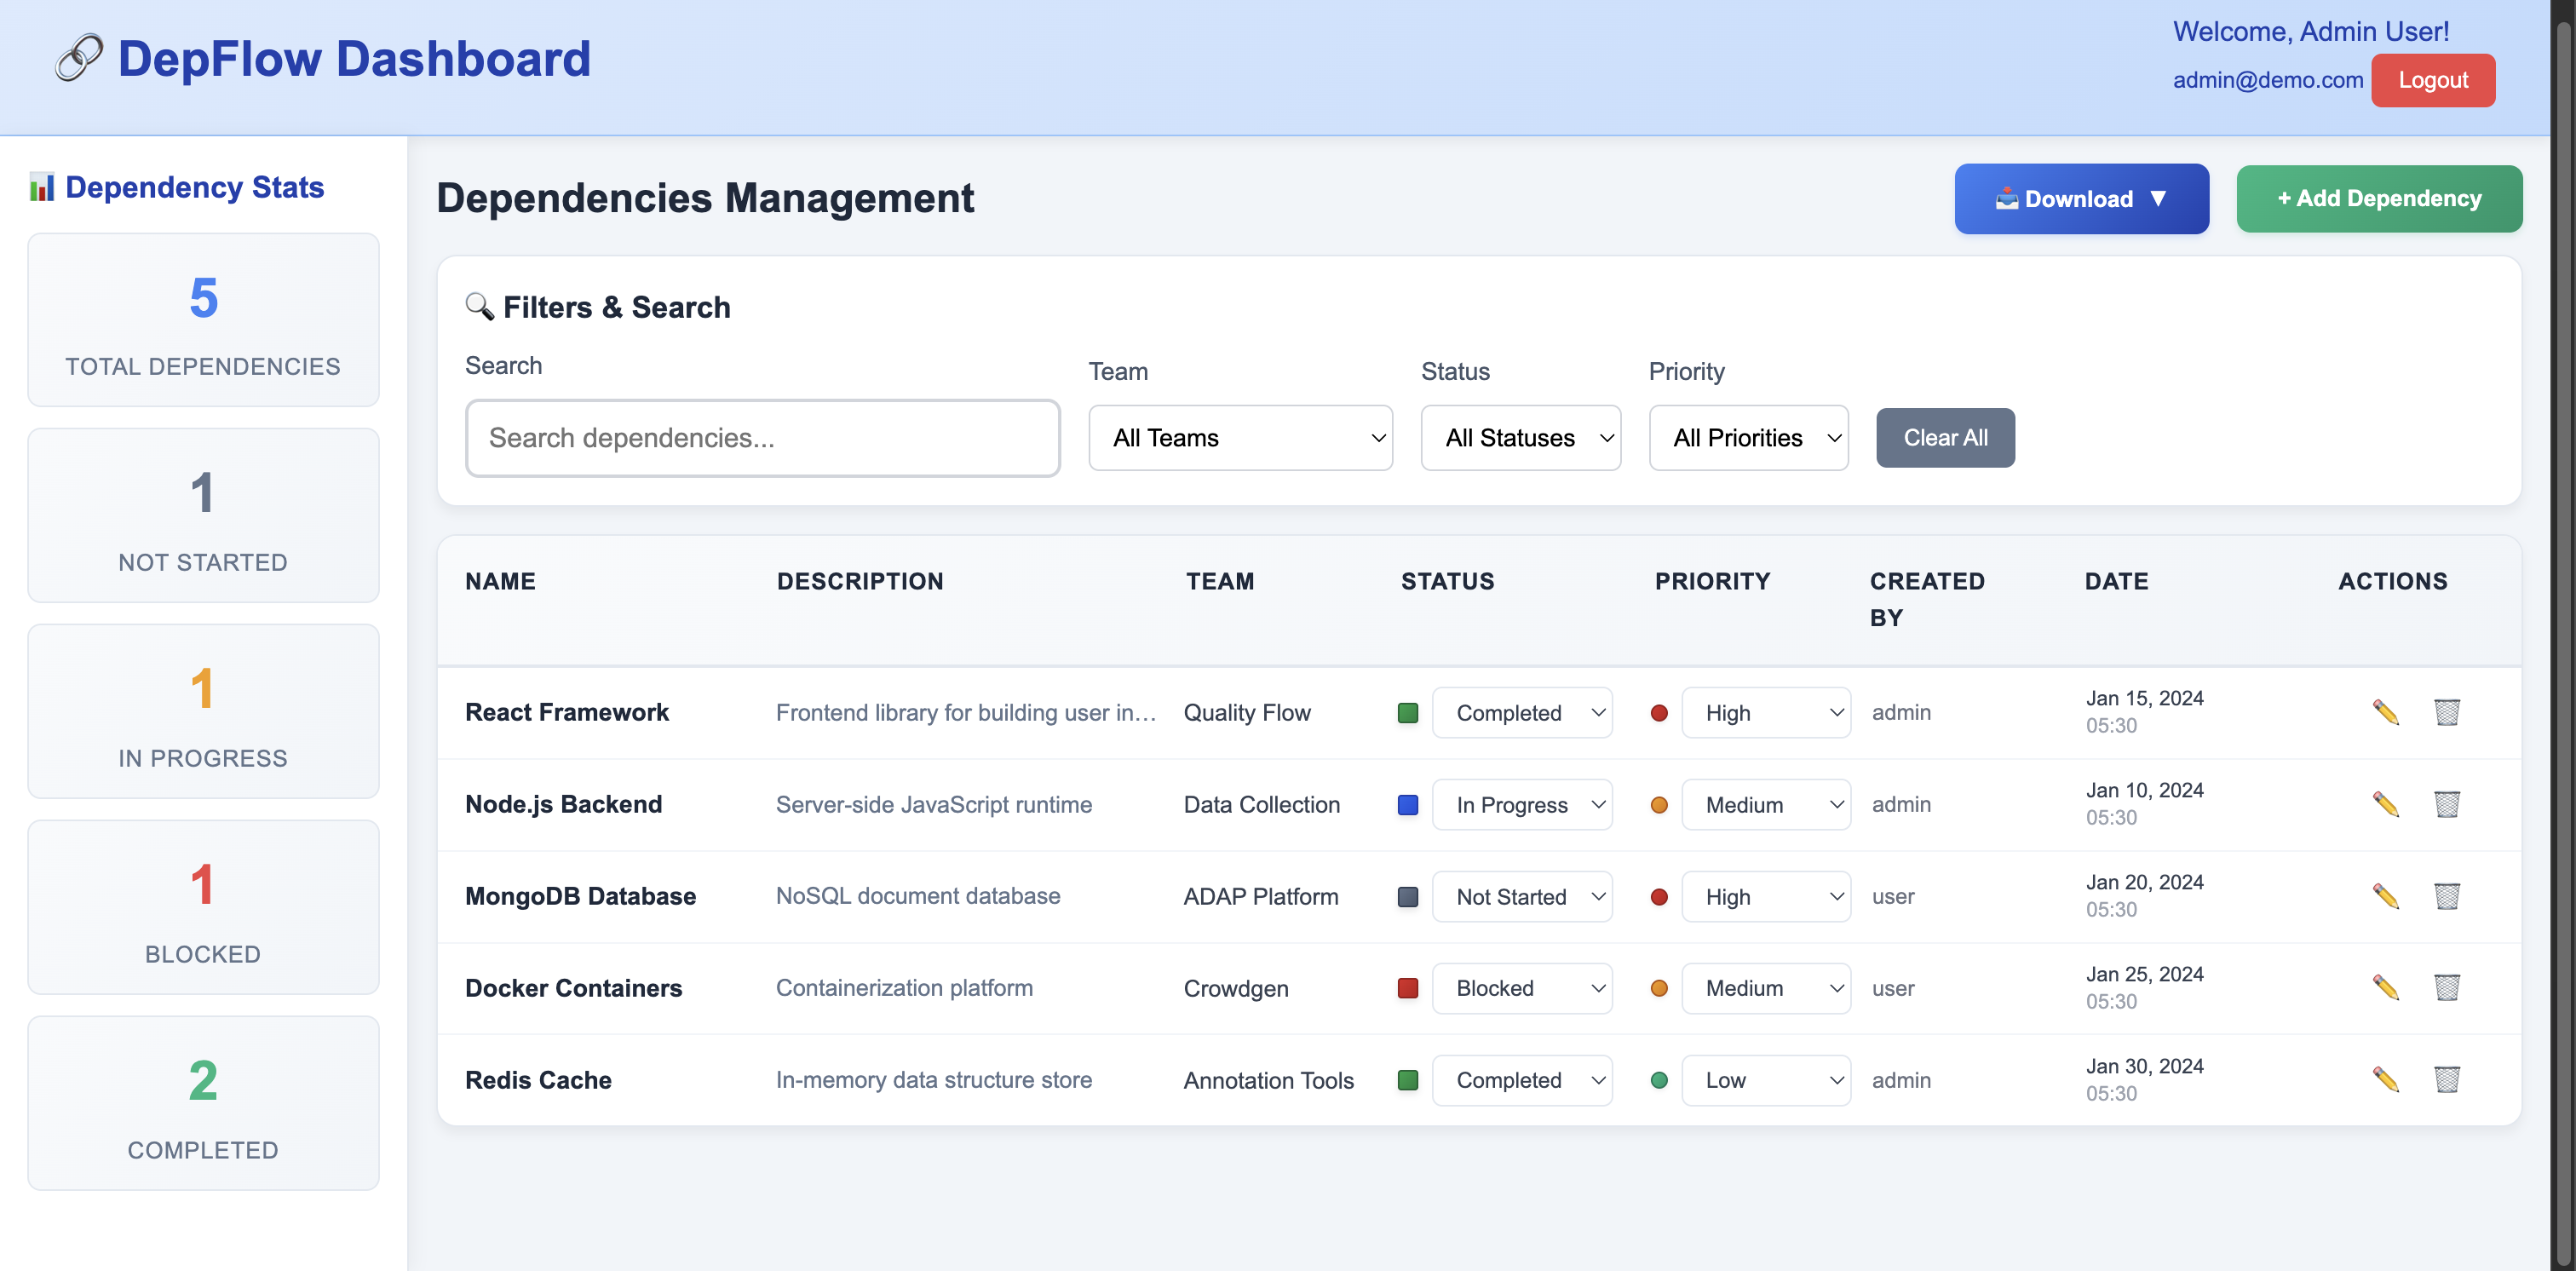 DepFlow Dashboard
Welcome, Admin User!
admin@demo.com Logout
Dependency Stats
5
TOTAL DEPENDENCIES
1
NOT STARTED
1
IN PROGRESS
1
BLOCKED
2
COMPLETED
Dependencies Management
Download ▼
+ Add Dependency
Filters & Search
Search
Search dependencies...
Team
All Teams
Status
All Statuses
Priority
All Priorities
Clear All
NAME DESCRIPTION TEAM STATUS PRIORITY CREATED BY DATE ACTIONS
React Framework Frontend library for building user in... Quality Flow Completed High admin Jan 15, 2024
05:30
Node.js Backend Server-side JavaScript runtime Data Collection In Progress Medium admin Jan 10, 2024
05:30
MongoDB Database NoSQL document database ADAP Platform Not Started High user Jan 20, 2024
05:30
Docker Containers Containerization platform Crowdgen Blocked Medium user Jan 25, 2024
05:30
Redis Cache In-memory data structure store Annotation Tools Completed Low admin Jan 30, 2024
05:30